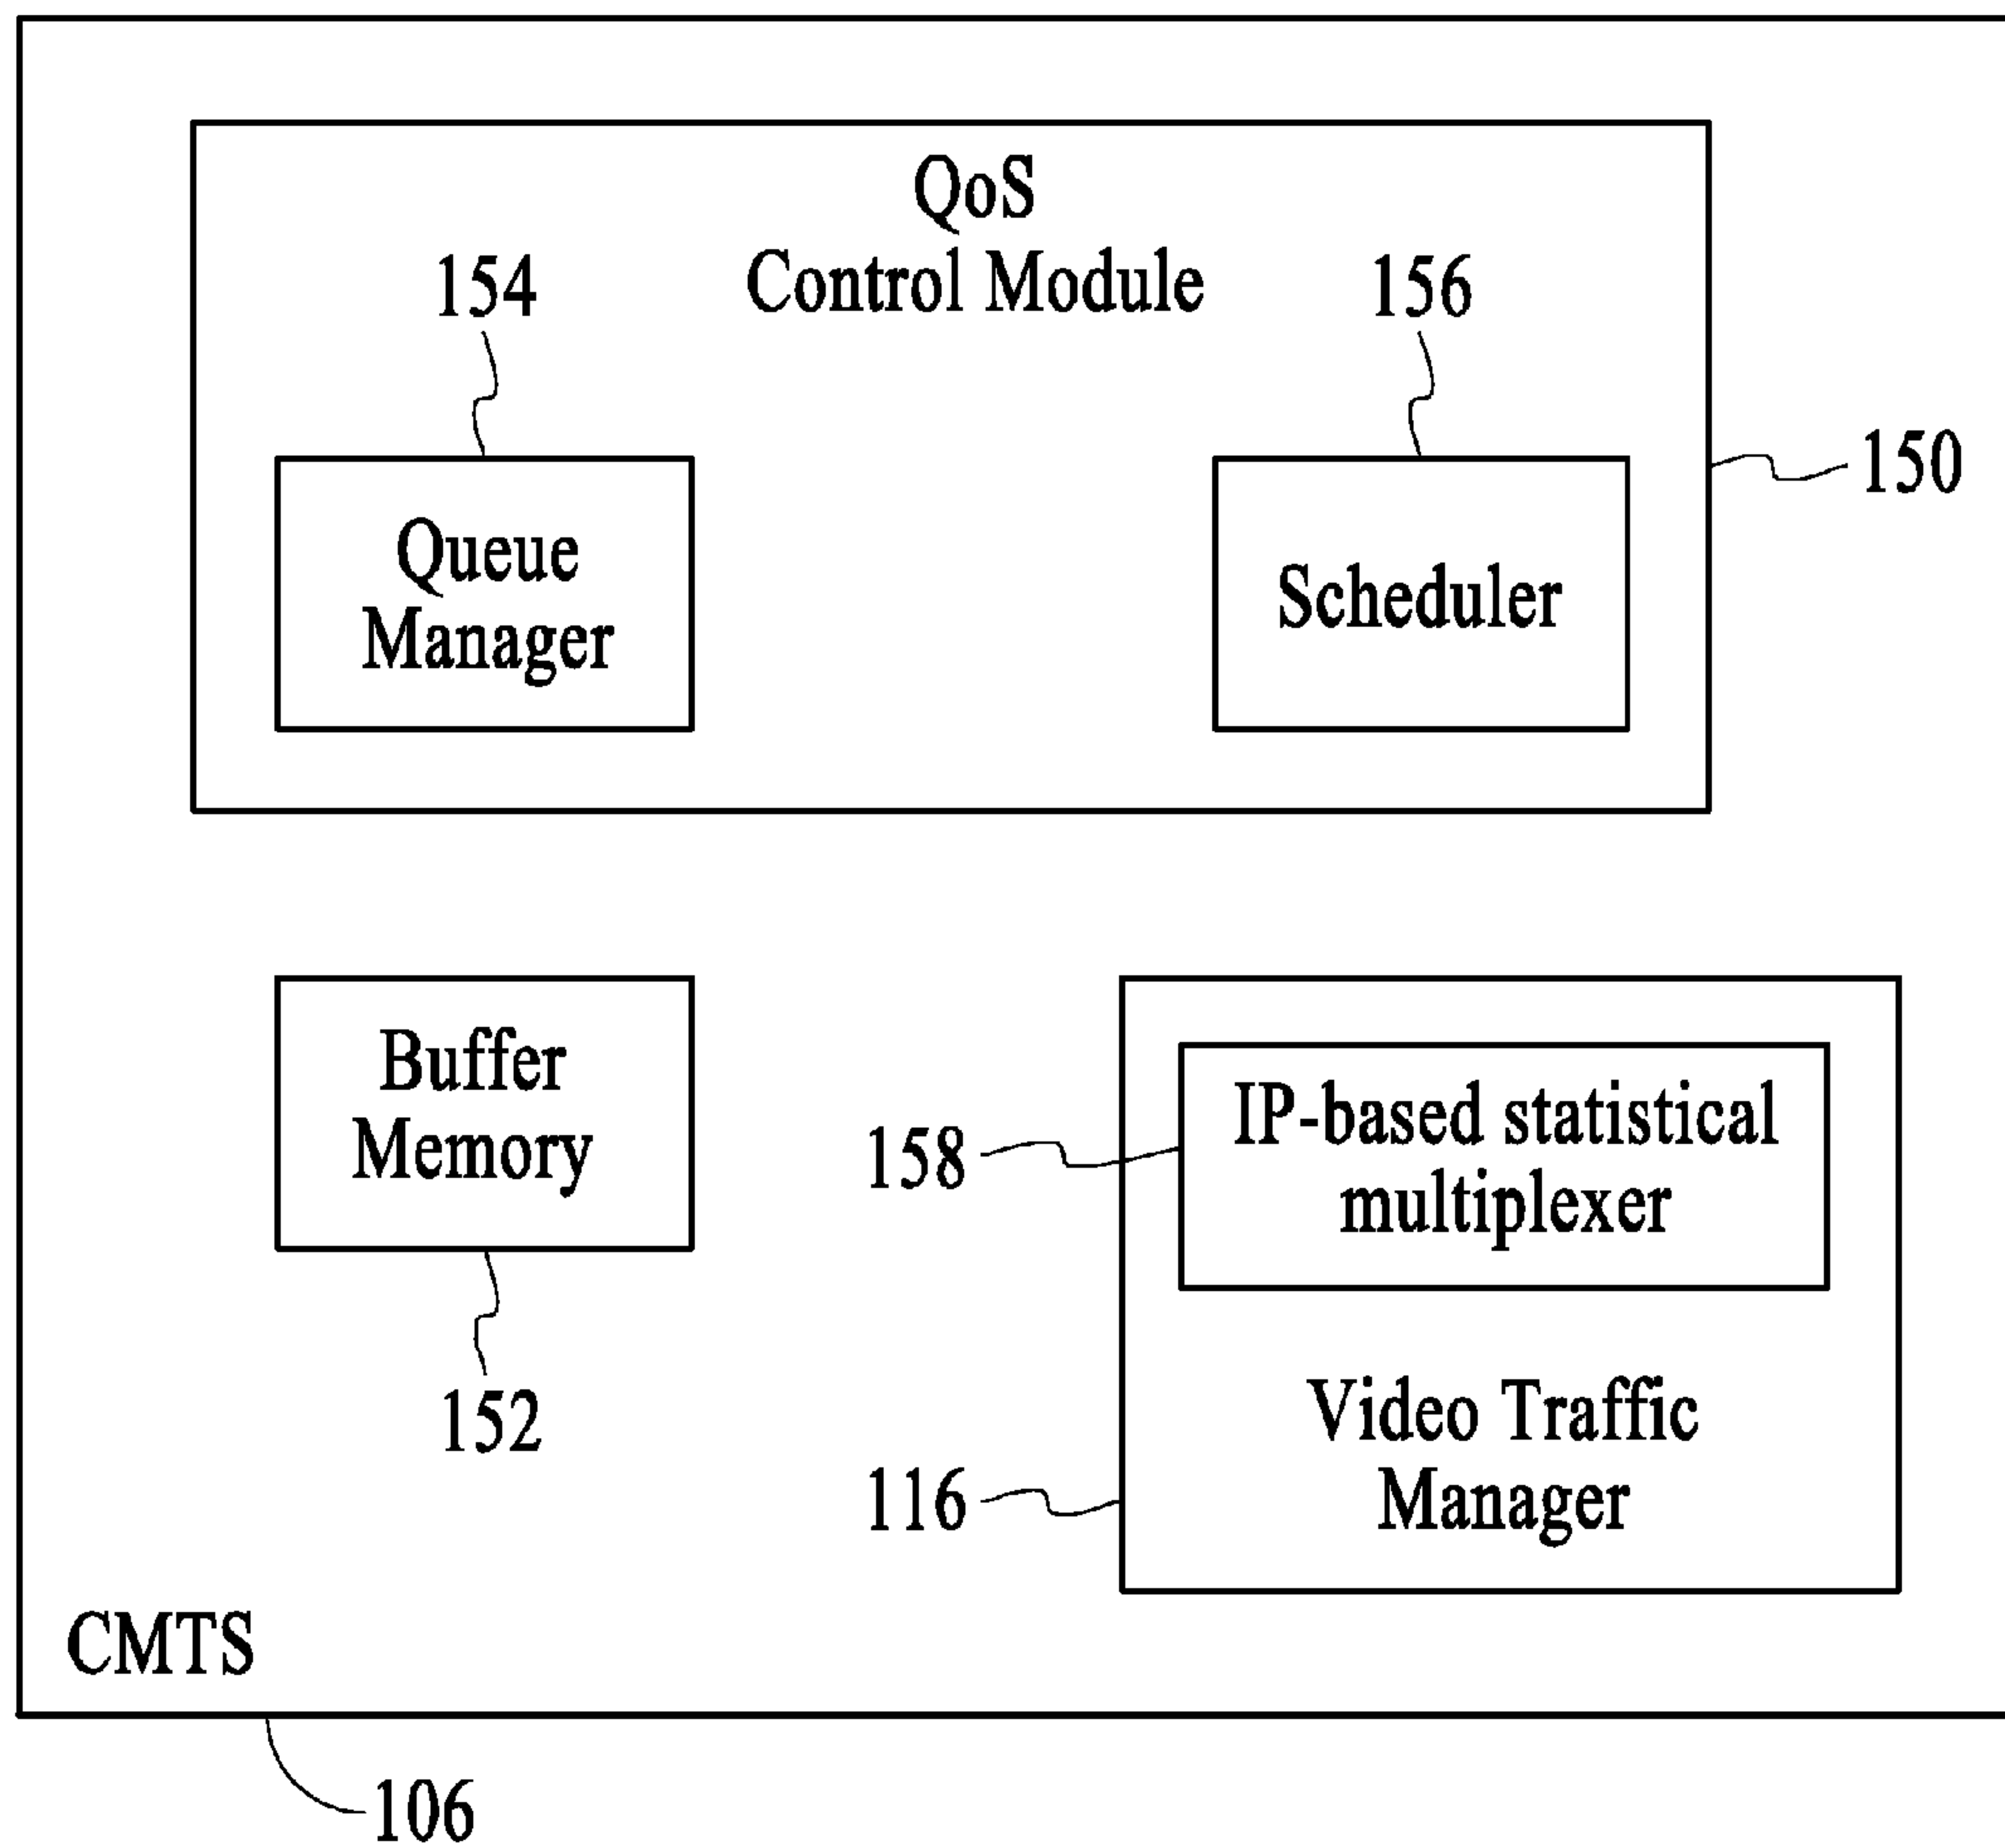 QoS
Control Module
154
156
150
Queue
Manager
Scheduler
Buffer
Memory
152
IP-based statistical
multiplexer
158
Video Traffic
Manager
116
CMTS
106